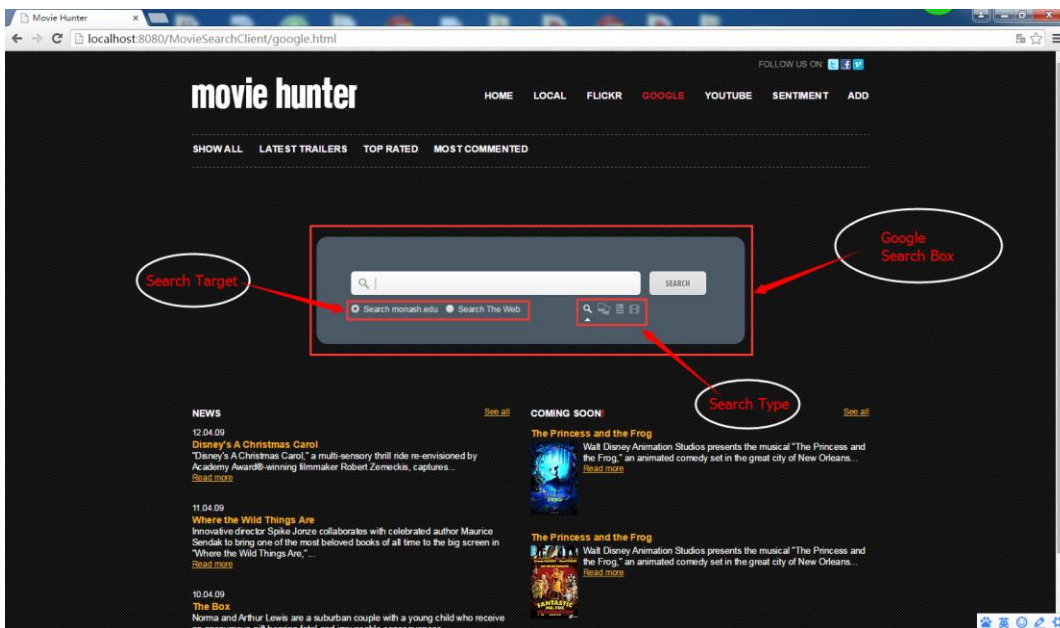 Movie Hunter
localhost:8080/MovieSearchClient/google.html
FOLLOW US ON:
movie hunter
HOME LOCAL FLICKR GOOGLE YOUTUBE SENTIMENT ADD
SHOW ALL LATEST TRAILERS TOP RATED MOST COMMENTED
Google
Search Box
Search Target
SEARCH
Search monash.edu Search The Web
Search Type
NEWS See all
12.04.09
Disney's A Christmas Carol
"Disney's A Christmas Carol," a multi-sensory thrill ride re-envisioned by
Academy Award®-winning filmmaker Robert Zemeckis, captures...
Read more
11.04.09
Where the Wild Things Are
Innovative director Spike Jonze collaborates with celebrated author Maurice
Sendak to bring one of the most beloved books of all time to the big screen in
"Where the Wild Things Are,"...
Read more
10.04.09
The Box
Norma and Arthur Lewis are a suburban couple with a young child who receive
COMING SOON! See all
The Princess and the Frog
Walt Disney Animation Studios presents the musical "The Princess and
the Frog," an animated comedy set in the great city of New Orleans...
Read more
The Princess and the Frog
Walt Disney Animation Studios presents the musical "The Princess and
the Frog," an animated comedy set in the great city of New Orleans...
Read more
FANTASTIC
MR. FOX
英